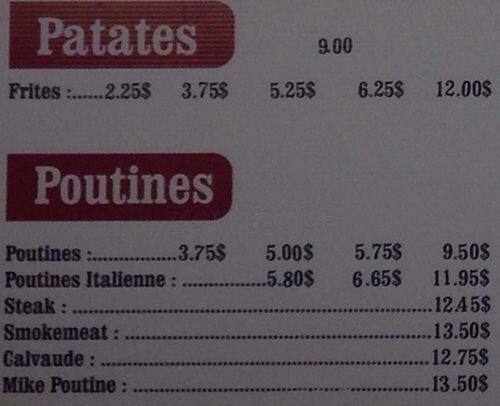 Patates
9.00
Frites :......2.25$ 3.75$ 5.25$ 6.25$ 12.00$
Poutines
Poutines :.................3.75$ 5.00$ 5.75$ 9.50$
Poutines Italienne : .................5.80$ 6.65$ 11.95$
Steak : ........................................................................12.45$
Smokemeat : .............................................................13.50$
Calvaude : ..................................................................12.75$
Mike Poutine : ...........................................................13.50$